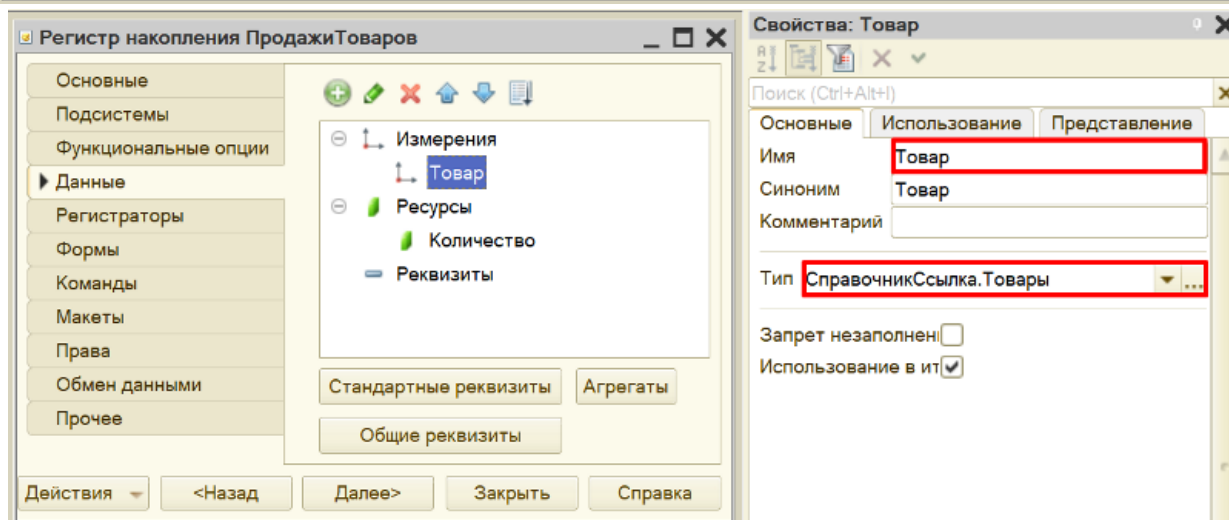 Регистр накопления ПродажиТоваров
Основные
Подсистемы
Функциональные опции
Данные
Регистраторы
Формы
Команды
Макеты
Права
Обмен данными
Прочее
Измерения
Товар
Ресурсы
Количество
Реквизиты
Стандартные реквизиты
Агрегаты
Общие реквизиты
Действия
<Назад
Далее>
Закрыть
Справка
Свойства: Товар
Поиск (Ctrl+Alt+I)
Основные
Использование
Представление
Имя Товар
Синоним Товар
Комментарий
Тип СправочникСсылка.Товары
...
Запрет незаполнен
Использование в ит